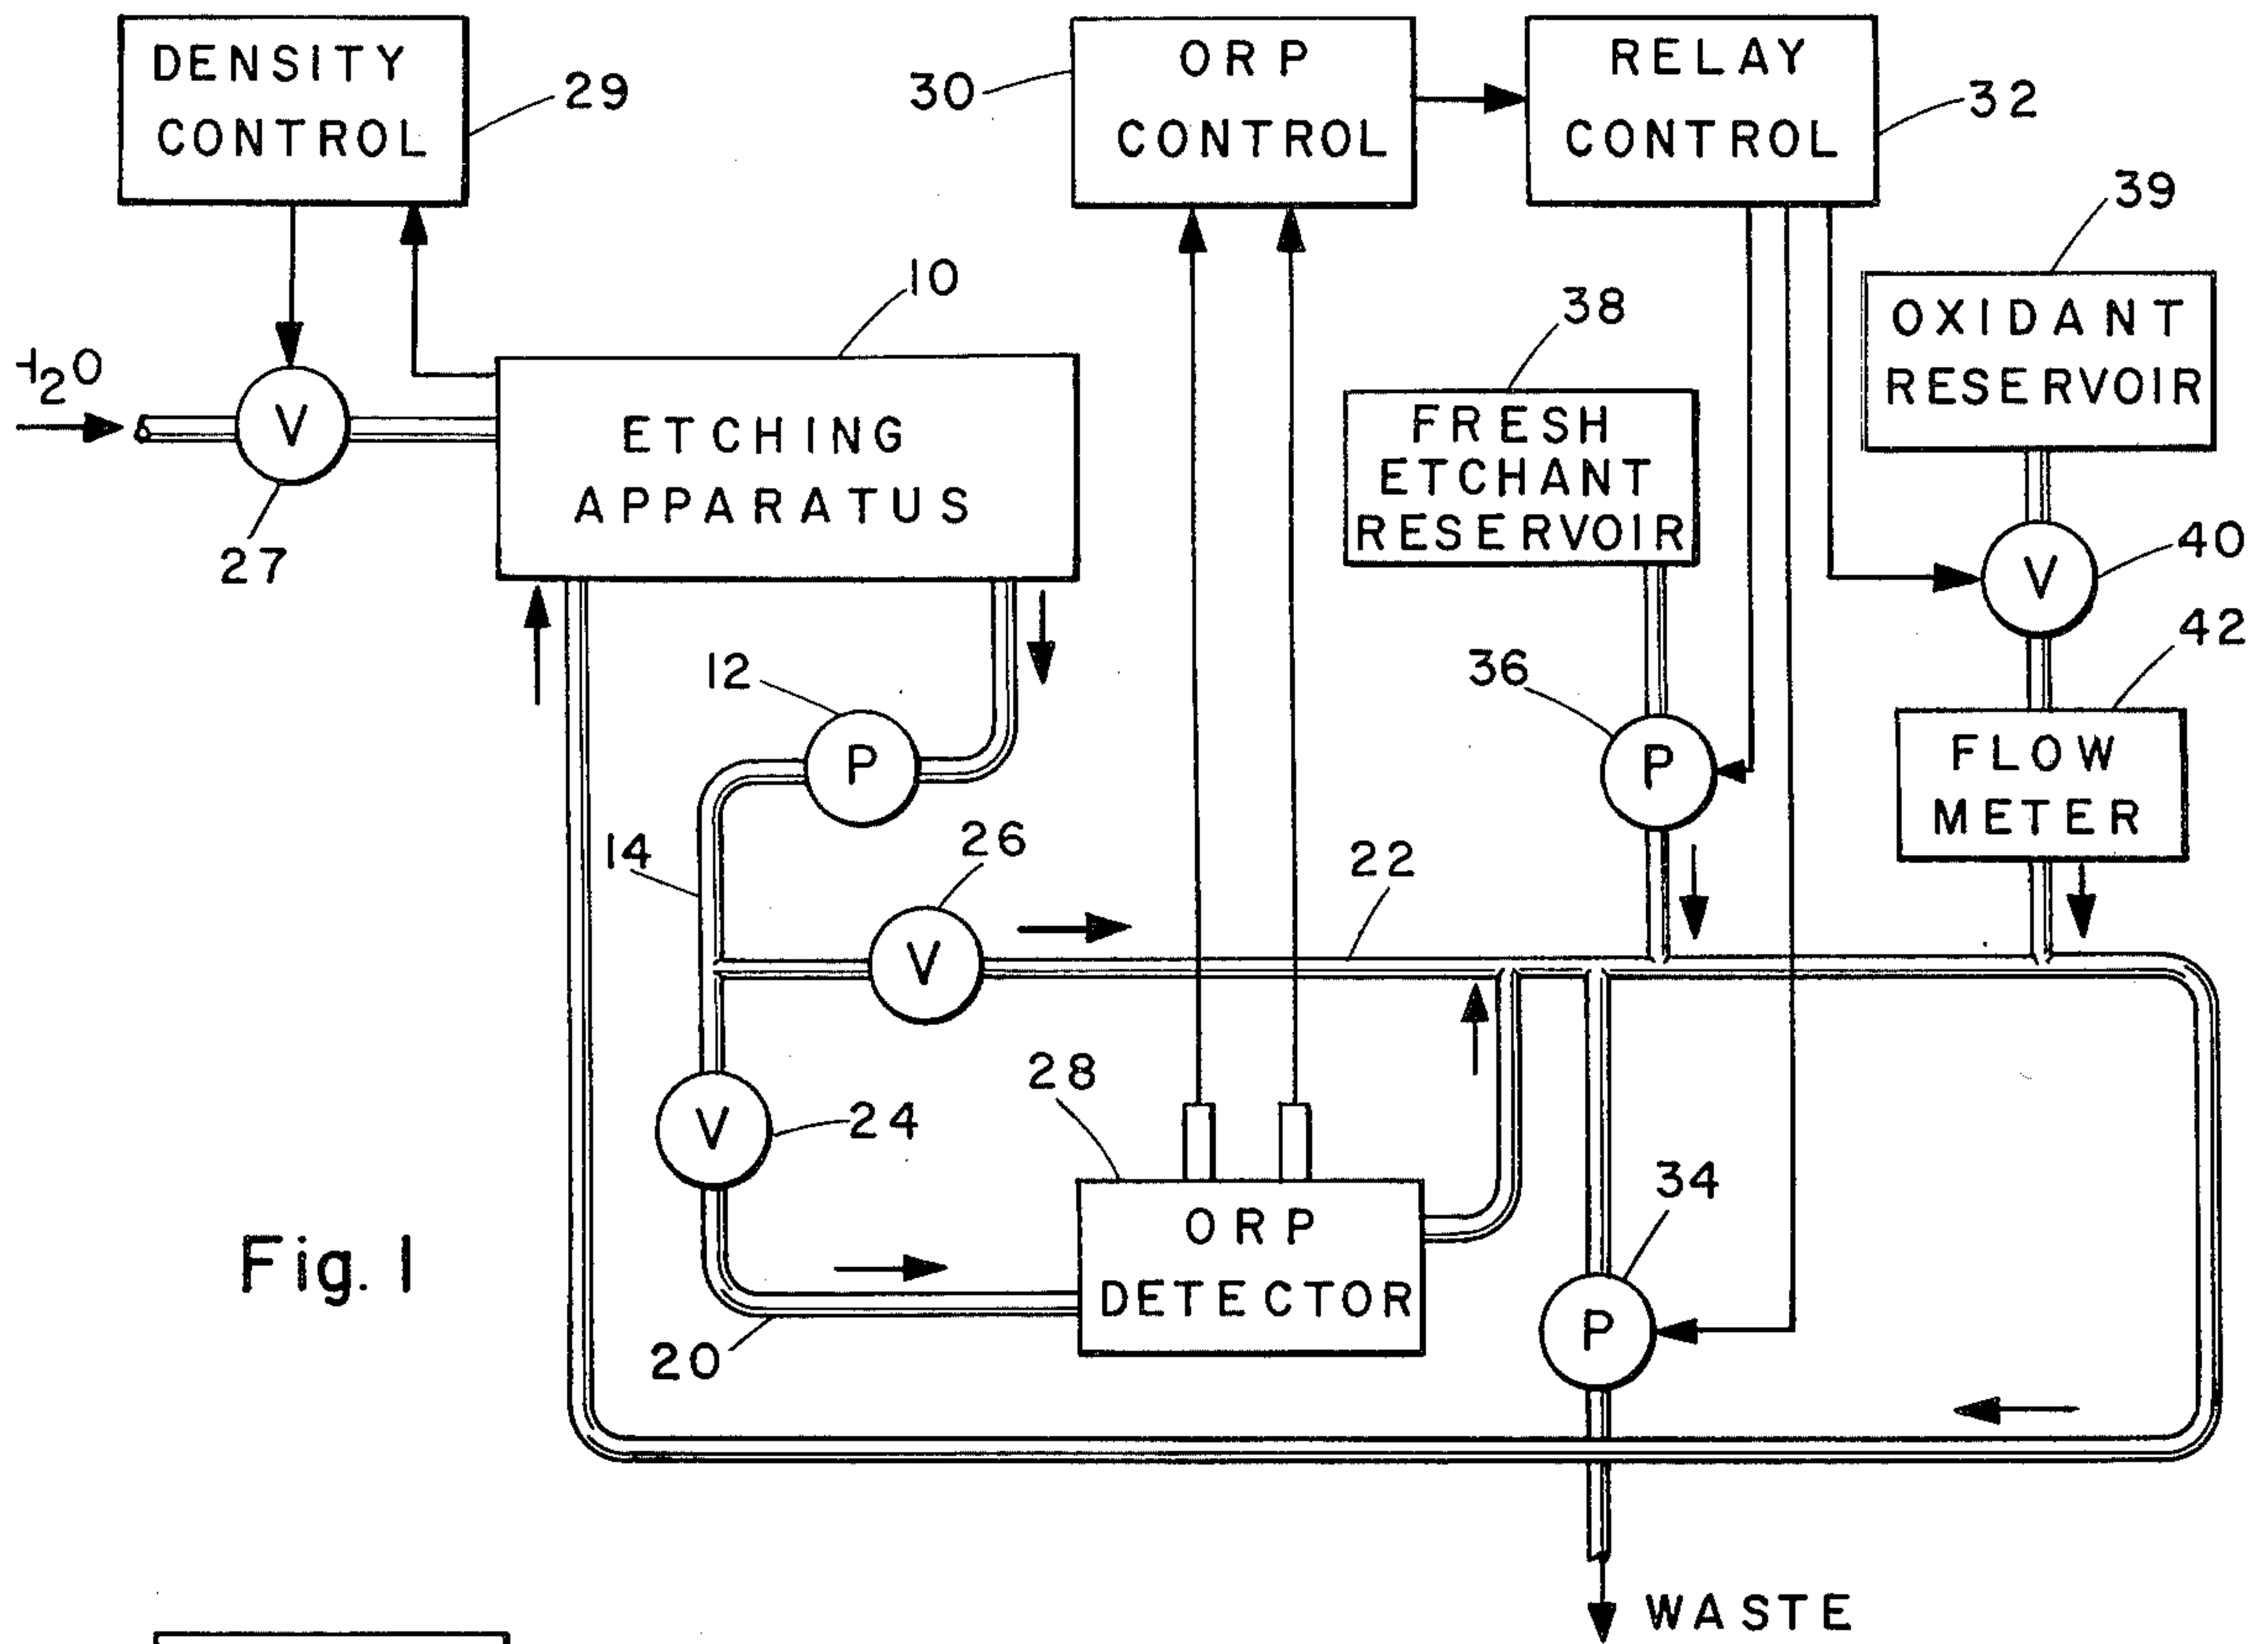 DENSITY
CONTROL
29
30
ORP
CONTROL
RELAY
CONTROL
32
39
OXIDANT
RESERVOIR
10
38
H2O
V
27
ETCHING
APPARATUS
FRESH
ETCHANT
RESERVOIR
V
40
42
12
P
36
P
FLOW
METER
14
26
V
22
28
V
24
34
ORP
DETECTOR
P
20
Fig. 1
WASTE